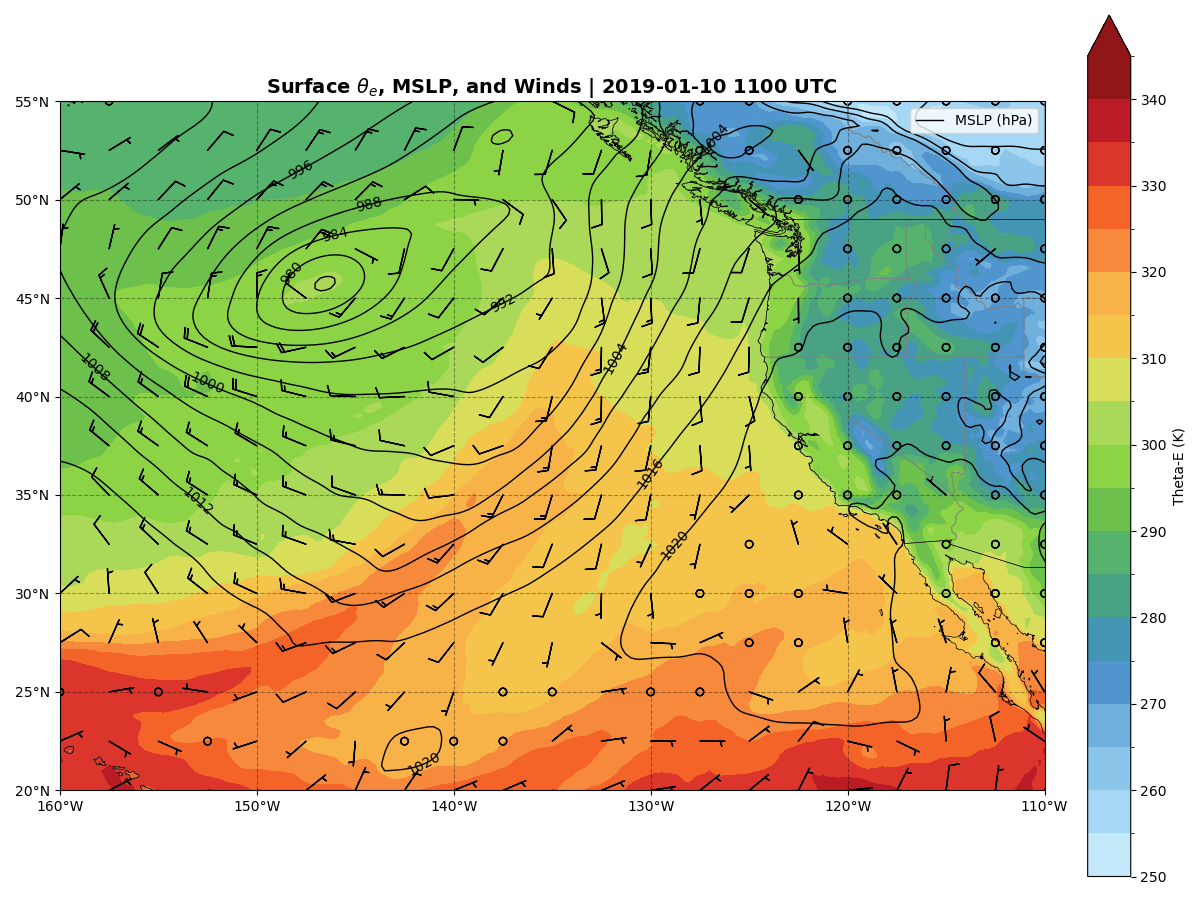 Surface θe, MSLP, and Winds | 2019-01-10 1100 UTC
MSLP (hPa)
55°N
50°N
45°N
40°N
35°N
30°N
25°N
20°N
160°W
150°W
140°W
130°W
120°W
110°W
996
988
984
980
992
1004
1004
1008
1000
1012
1016
1020
1020
340
330
320
310
300
290
280
270
260
250
Theta-E (K)